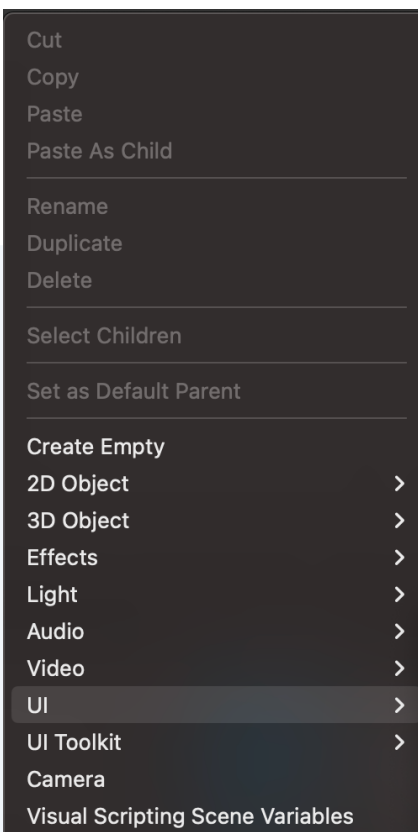 Cut
Copy
Paste
Paste As Child
Rename
Duplicate
Delete
Select Children
Set as Default Parent
Create Empty
2D Object
3D Object
Effects
Light
Audio
Video
UI
UI Toolkit
Camera
Visual Scripting Scene Variables